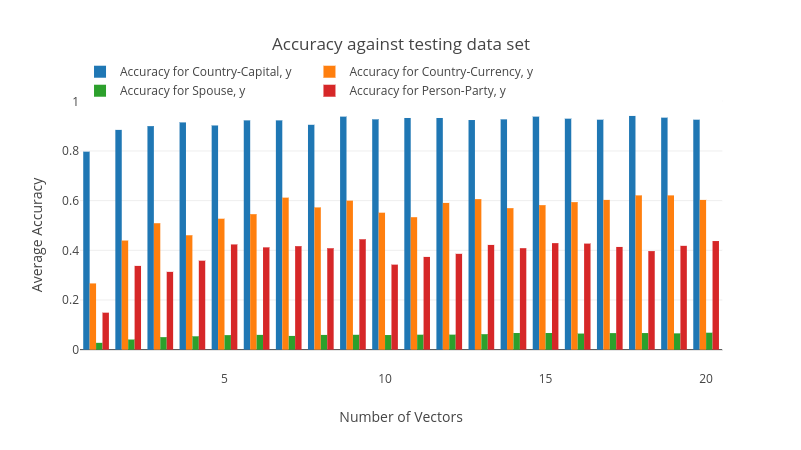 Accuracy against testing data set
Accuracy for Country-Capital, y
Accuracy for Country-Currency, y
Accuracy for Spouse, y
Accuracy for Person-Party, y
1
0.8
0.6
0.4
0.2
0
Average Accuracy
5
10
15
20
Number of Vectors